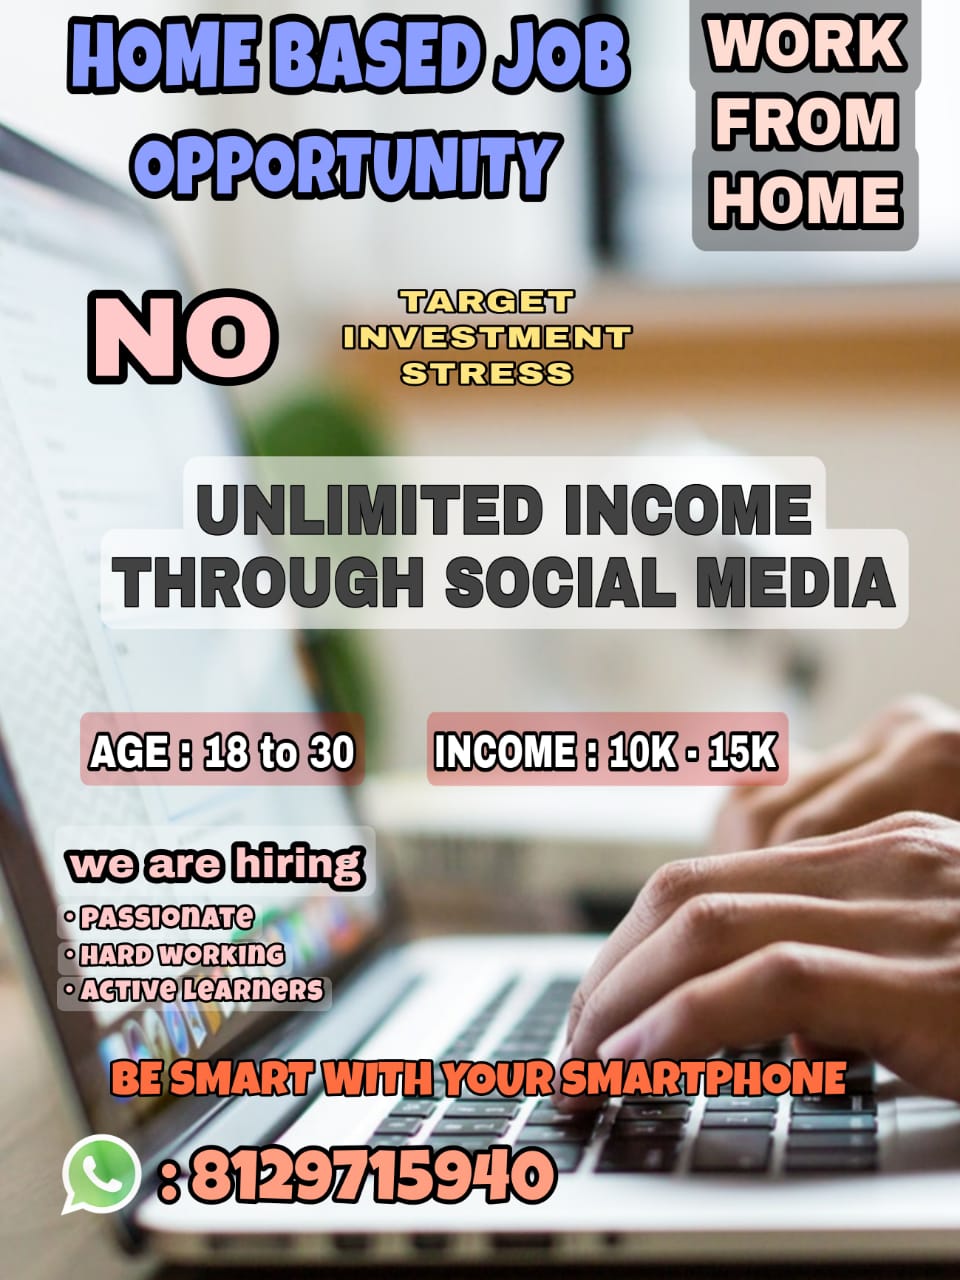 HOME BASED JOB
OPPORTUNITY
WORK
FROM
HOME
NO
TARGET
INVESTMENT
STRESS
UNLIMITED INCOME
THROUGH SOCIAL MEDIA
AGE : 18 to 30
INCOME : 10K - 15K
we are hiring
• PASSIONATE
• HARD WORKING
• ACTIVE LEARNERS
BE SMART WITH YOUR SMARTPHONE
: 8129715940